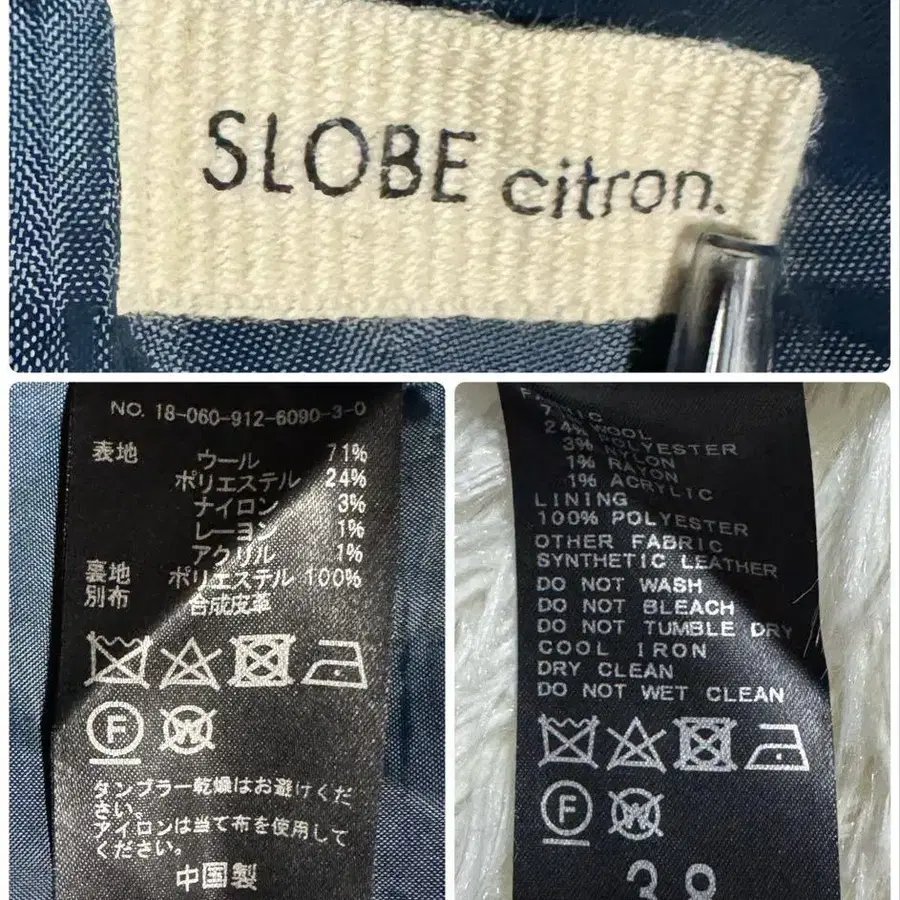 SLOBE citron.
NO. 18-060-912-6090-3-0
表地 ウール 71%
ポリエステル 24%
ナイロン 3%
レーヨン 1%
アクリル 1%
裏地 ポリエステル 100%
別布 合成皮革
F W
ダンブラー乾燥はお避けくだ
さい。
アイロンは当て布を使用して
ください。
中国製
WOOL
24% POLYESTER
3% NYLON
1% RAYON
1% ACRYLIC
LINING
100% POLYESTER
OTHER FABRIC
SYNTHETIC LEATHER
DO NOT WASH
DO NOT BLEACH
DO NOT TUMBLE DRY
COOL IRON
DRY CLEAN
DO NOT WET CLEAN
F W
38